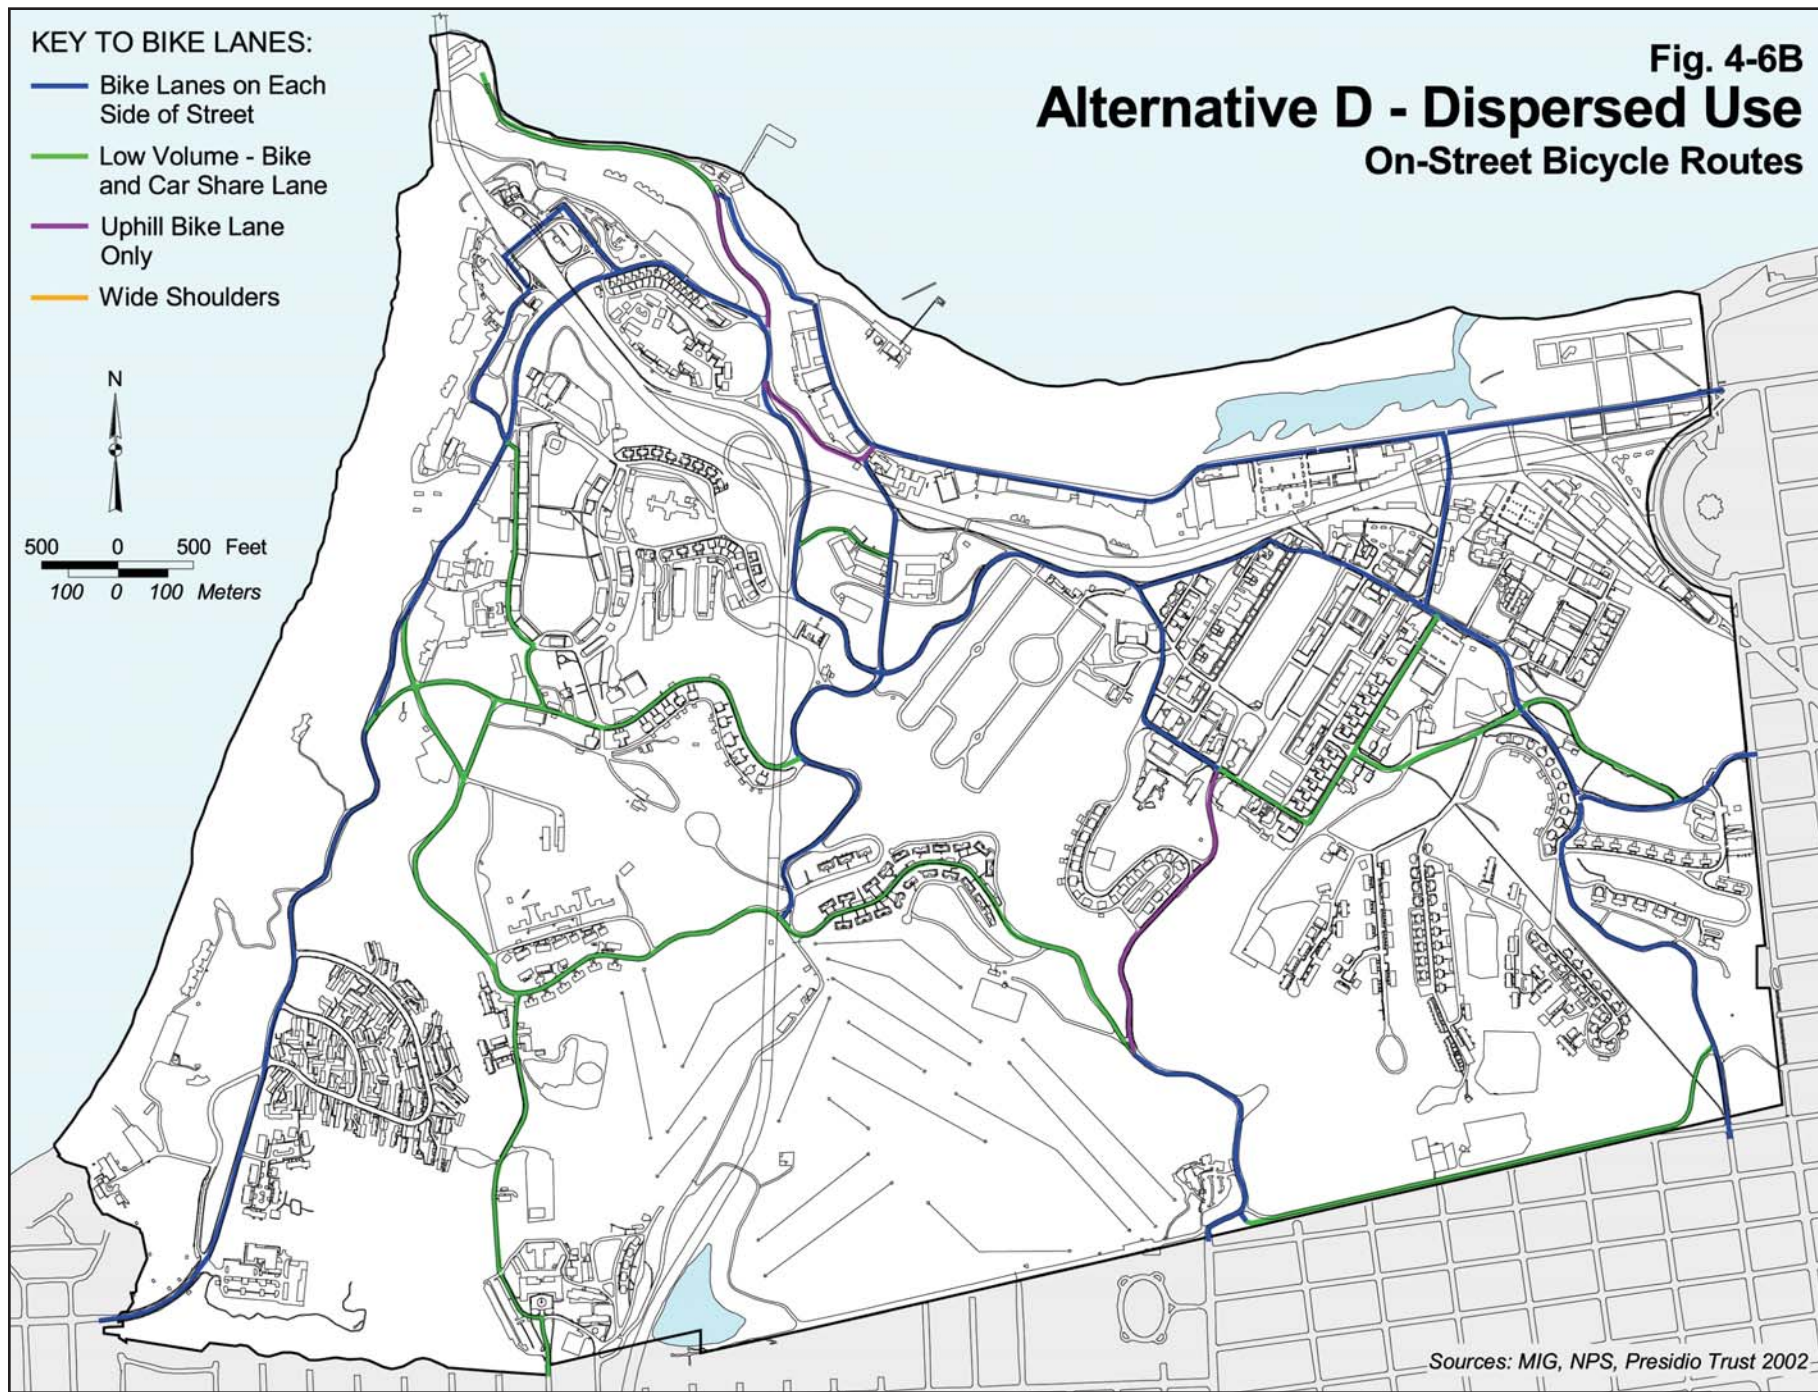 KEY TO BIKE LANES:
Bike Lanes on Each
Side of Street
Low Volume - Bike
and Car Share Lane
Uphill Bike Lane
Only
Wide Shoulders
Fig. 4-6B
Alternative D - Dispersed Use
On-Street Bicycle Routes
N
500 0 500 Feet
100 0 100 Meters
Sources: MIG, NPS, Presidio Trust 2002